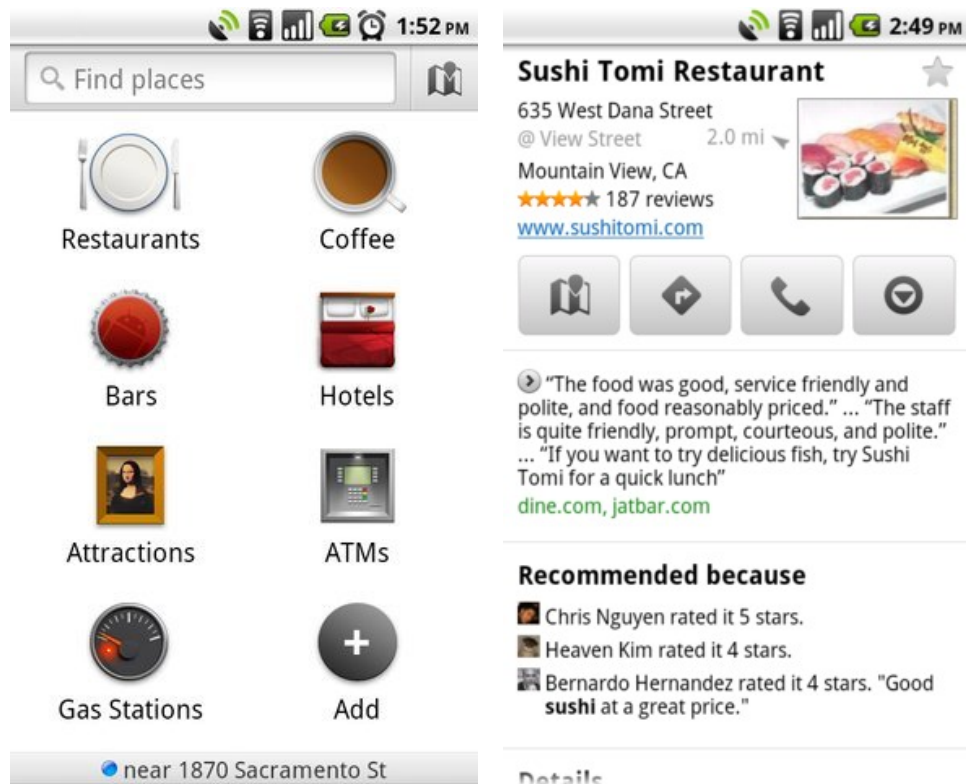 1:52 PM
Find places
Restaurants
Coffee
Bars
Hotels
Attractions
ATMs
Gas Stations
Add
near 1870 Sacramento St
2:49 PM
Sushi Tomi Restaurant
635 West Dana Street
@ View Street 2.0 mi
Mountain View, CA
187 reviews
www.sushitomi.com
“The food was good, service friendly and
polite, and food reasonably priced.” ... “The staff
is quite friendly, prompt, courteous, and polite.”
... “If you want to try delicious fish, try Sushi
Tomi for a quick lunch”
dine.com, jatbar.com
Recommended because
Chris Nguyen rated it 5 stars.
Heaven Kim rated it 4 stars.
Bernardo Hernandez rated it 4 stars. "Good
sushi at a great price."
Details